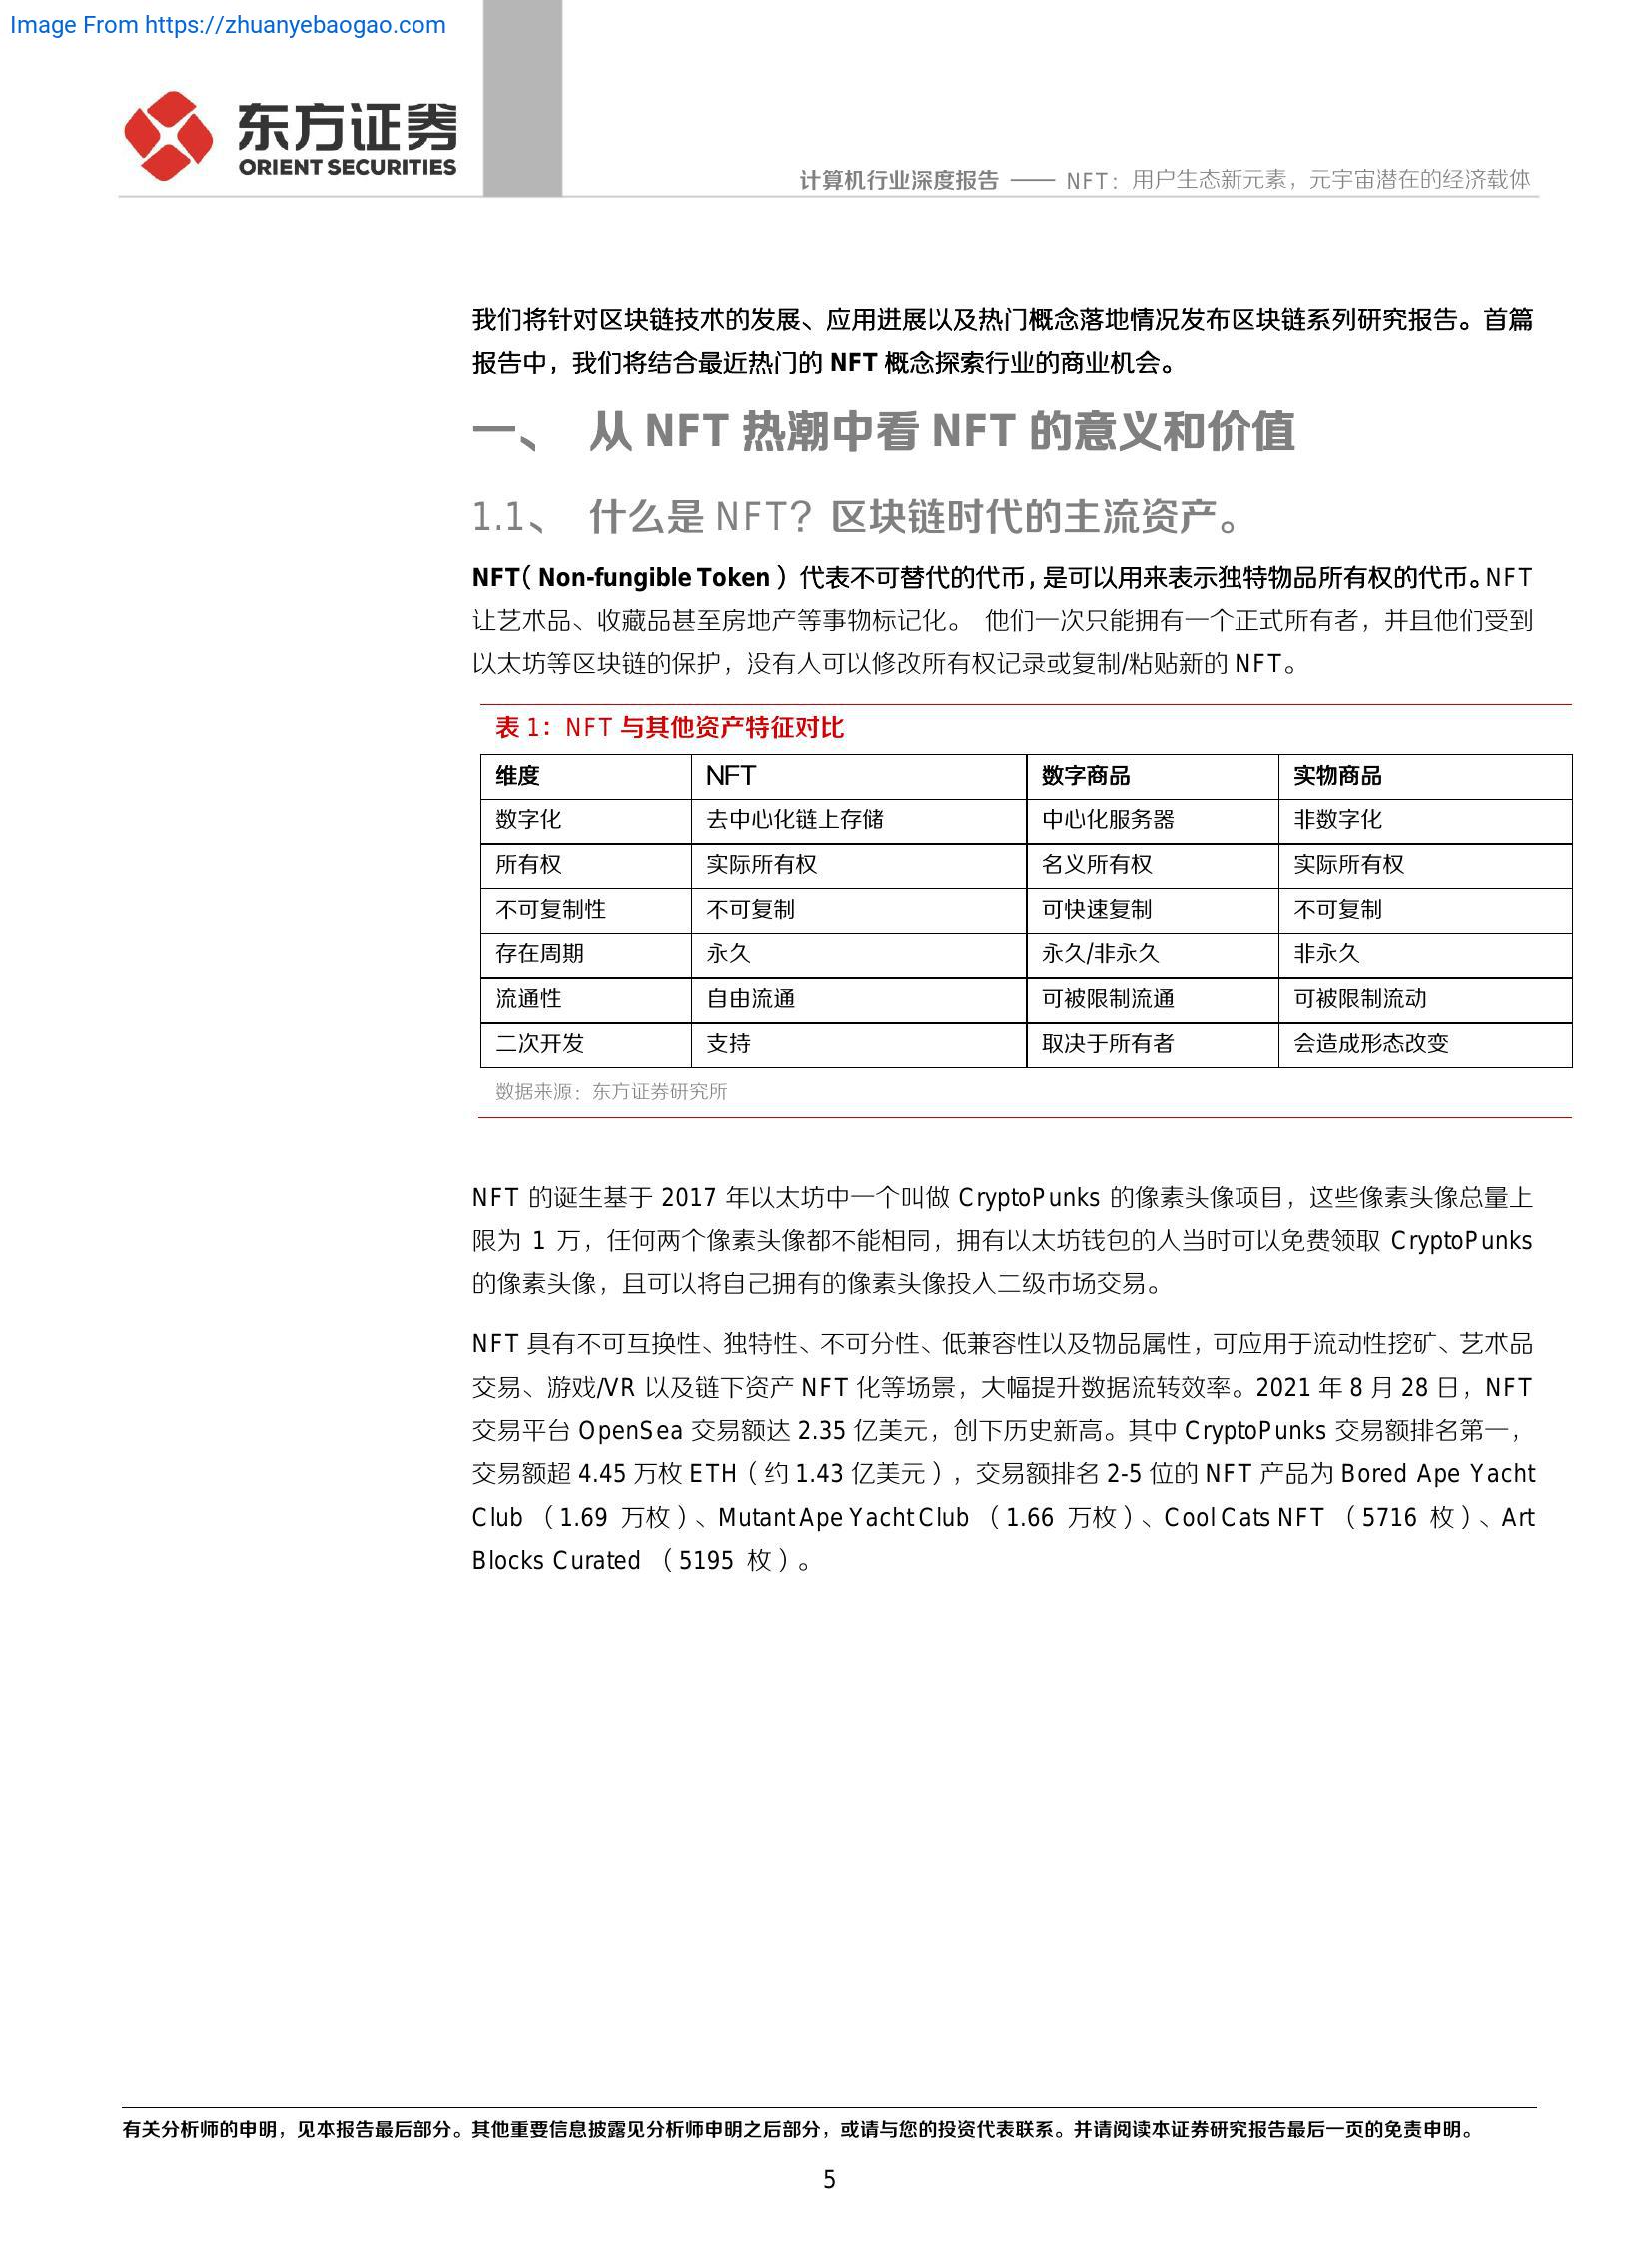 Image From https://zhuanyebaogao.com
东方证券
ORIENT SECURITIES
计算机行业深度报告 —— NFT：用户生态新元素，元宇宙潜在的经济载体
我们将针对区块链技术的发展、应用进展以及热门概念落地情况发布区块链系列研究报告。首篇
报告中，我们将结合最近热门的 NFT 概念探索行业的商业机会。
一、 从 NFT 热潮中看 NFT 的意义和价值
1.1、 什么是 NFT？区块链时代的主流资产。
NFT（Non-fungible Token）代表不可替代的代币，是可以用来表示独特物品所有权的代币。NFT
让艺术品、收藏品甚至房地产等事物标记化。 他们一次只能拥有一个正式所有者，并且他们受到
以太坊等区块链的保护，没有人可以修改所有权记录或复制/粘贴新的 NFT。
表 1：NFT 与其他资产特征对比
维度 NFT 数字商品 实物商品
数字化 去中心化链上存储 中心化服务器 非数字化
所有权 实际所有权 名义所有权 实际所有权
不可复制性 不可复制 可快速复制 不可复制
存在周期 永久 永久/非永久 非永久
流通性 自由流通 可被限制流通 可被限制流动
二次开发 支持 取决于所有者 会造成形态改变
数据来源：东方证券研究所
NFT 的诞生基于 2017 年以太坊中一个叫做 CryptoPunks 的像素头像项目，这些像素头像总量上
限为 1 万，任何两个像素头像都不能相同，拥有以太坊钱包的人当时可以免费领取 CryptoPunks
的像素头像，且可以将自己拥有的像素头像投入二级市场交易。
NFT 具有不可互换性、独特性、不可分性、低兼容性以及物品属性，可应用于流动性挖矿、艺术品
交易、游戏/VR 以及链下资产 NFT 化等场景，大幅提升数据流转效率。2021 年 8 月 28 日，NFT
交易平台 OpenSea 交易额达 2.35 亿美元，创下历史新高。其中 CryptoPunks 交易额排名第一，
交易额超 4.45 万枚 ETH（约 1.43 亿美元），交易额排名 2-5 位的 NFT 产品为 Bored Ape Yacht
Club （1.69 万枚）、Mutant Ape Yacht Club （1.66 万枚）、Cool Cats NFT （5716 枚）、Art
Blocks Curated （5195 枚）。
有关分析师的申明，见本报告最后部分。其他重要信息披露见分析师申明之后部分，或请与您的投资代表联系。并请阅读本证券研究报告最后一页的免责申明。
5